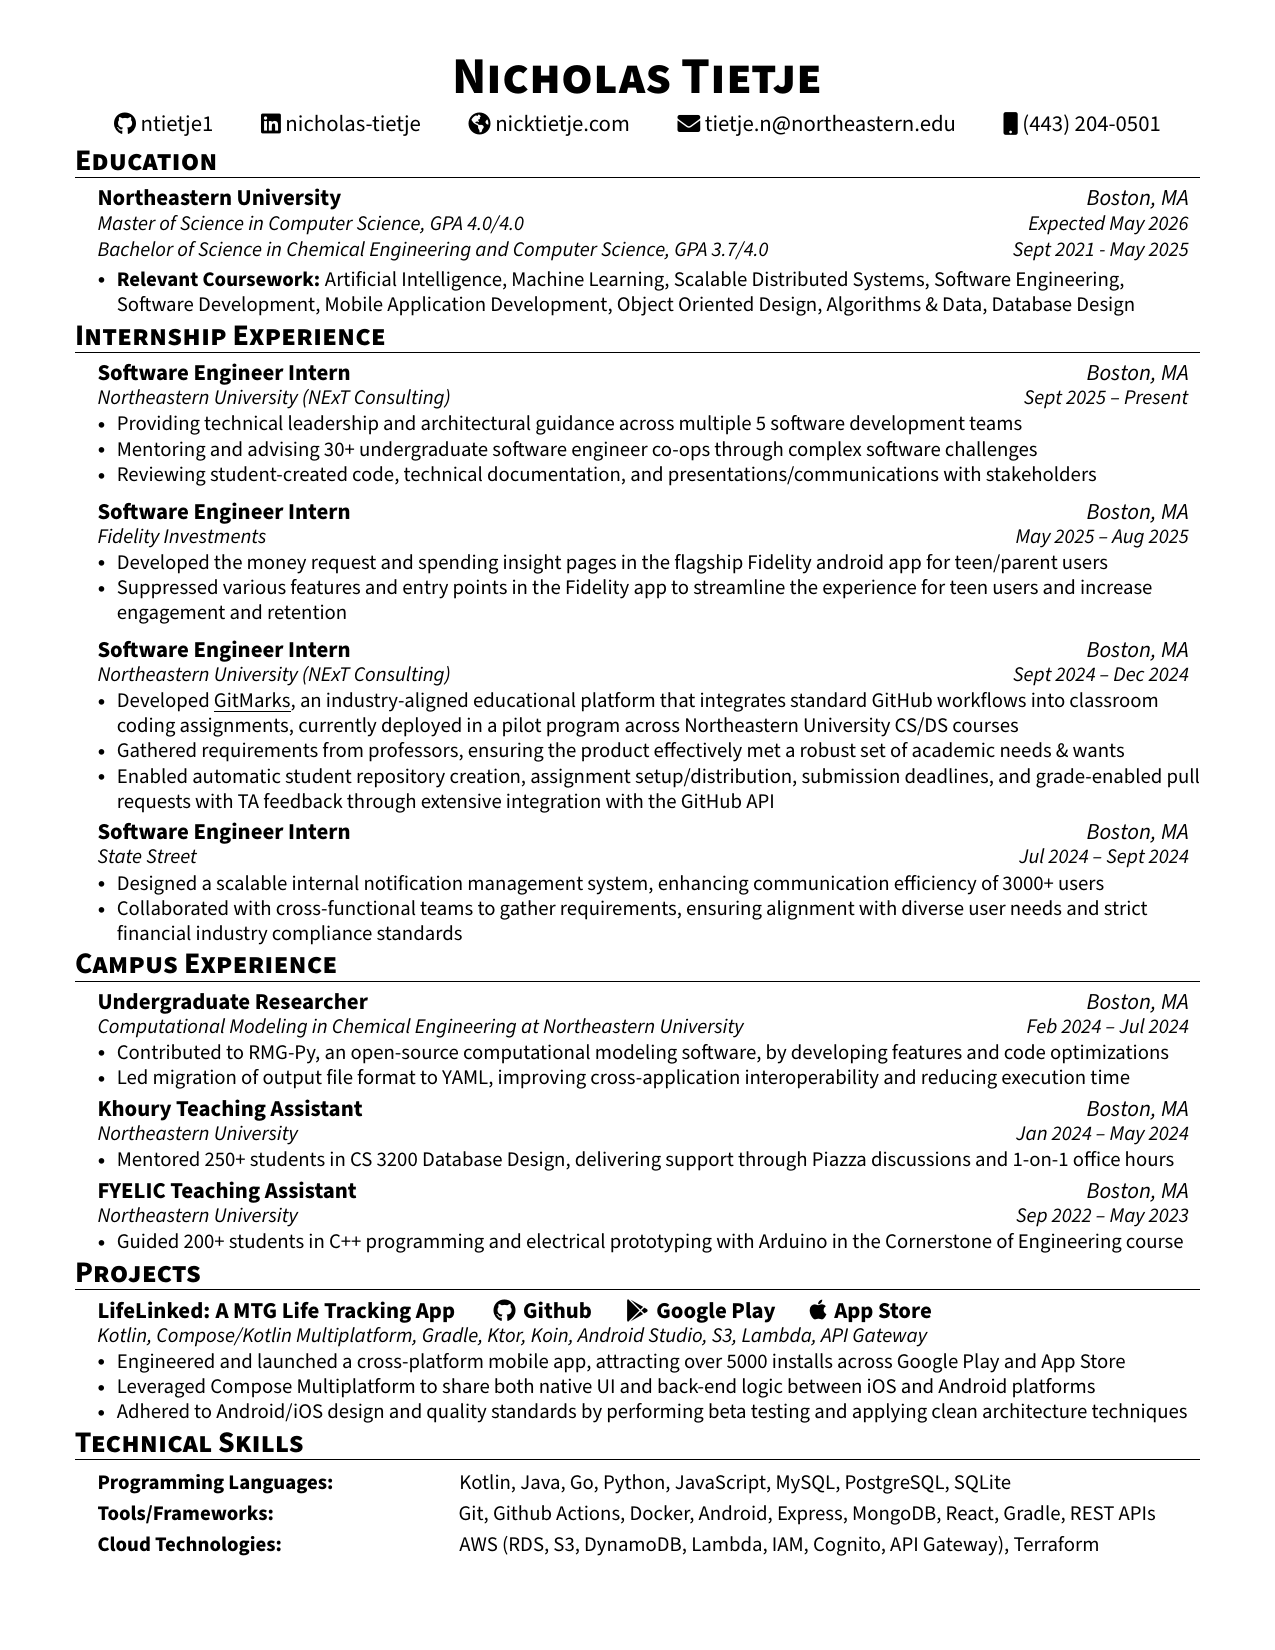 Nicholas Tietje
ntietje1 nicholas-tietje nicktietje.com tietje.n@northeastern.edu (443) 204-0501
Education
Northeastern University Boston, MA
Master of Science in Computer Science, GPA 4.0/4.0 Expected May 2026
Bachelor of Science in Chemical Engineering and Computer Science, GPA 3.7/4.0 Sept 2021 - May 2025
• Relevant Coursework: Artificial Intelligence, Machine Learning, Scalable Distributed Systems, Software Engineering,
Software Development, Mobile Application Development, Object Oriented Design, Algorithms & Data, Database Design
Internship Experience
Software Engineer Intern Boston, MA
Northeastern University (NExT Consulting) Sept 2025 – Present
• Providing technical leadership and architectural guidance across multiple 5 software development teams
• Mentoring and advising 30+ undergraduate software engineer co-ops through complex software challenges
• Reviewing student-created code, technical documentation, and presentations/communications with stakeholders
Software Engineer Intern Boston, MA
Fidelity Investments May 2025 – Aug 2025
• Developed the money request and spending insight pages in the flagship Fidelity android app for teen/parent users
• Suppressed various features and entry points in the Fidelity app to streamline the experience for teen users and increase
engagement and retention
Software Engineer Intern Boston, MA
Northeastern University (NExT Consulting) Sept 2024 – Dec 2024
• Developed GitMarks, an industry-aligned educational platform that integrates standard GitHub workflows into classroom
coding assignments, currently deployed in a pilot program across Northeastern University CS/DS courses
• Gathered requirements from professors, ensuring the product effectively met a robust set of academic needs & wants
• Enabled automatic student repository creation, assignment setup/distribution, submission deadlines, and grade-enabled pull
requests with TA feedback through extensive integration with the GitHub API
Software Engineer Intern Boston, MA
State Street Jul 2024 – Sept 2024
• Designed a scalable internal notification management system, enhancing communication efficiency of 3000+ users
• Collaborated with cross-functional teams to gather requirements, ensuring alignment with diverse user needs and strict
financial industry compliance standards
Campus Experience
Undergraduate Researcher Boston, MA
Computational Modeling in Chemical Engineering at Northeastern University Feb 2024 – Jul 2024
• Contributed to RMG-Py, an open-source computational modeling software, by developing features and code optimizations
• Led migration of output file format to YAML, improving cross-application interoperability and reducing execution time
Khoury Teaching Assistant Boston, MA
Northeastern University Jan 2024 – May 2024
• Mentored 250+ students in CS 3200 Database Design, delivering support through Piazza discussions and 1-on-1 office hours
FYELIC Teaching Assistant Boston, MA
Northeastern University Sep 2022 – May 2023
• Guided 200+ students in C++ programming and electrical prototyping with Arduino in the Cornerstone of Engineering course
Projects
LifeLinked: A MTG Life Tracking App Github Google Play App Store
Kotlin, Compose/Kotlin Multiplatform, Gradle, Ktor, Koin, Android Studio, S3, Lambda, API Gateway
• Engineered and launched a cross-platform mobile app, attracting over 5000 installs across Google Play and App Store
• Leveraged Compose Multiplatform to share both native UI and back-end logic between iOS and Android platforms
• Adhered to Android/iOS design and quality standards by performing beta testing and applying clean architecture techniques
Technical Skills
Programming Languages: Kotlin, Java, Go, Python, JavaScript, MySQL, PostgreSQL, SQLite
Tools/Frameworks: Git, Github Actions, Docker, Android, Express, MongoDB, React, Gradle, REST APIs
Cloud Technologies: AWS (RDS, S3, DynamoDB, Lambda, IAM, Cognito, API Gateway), Terraform